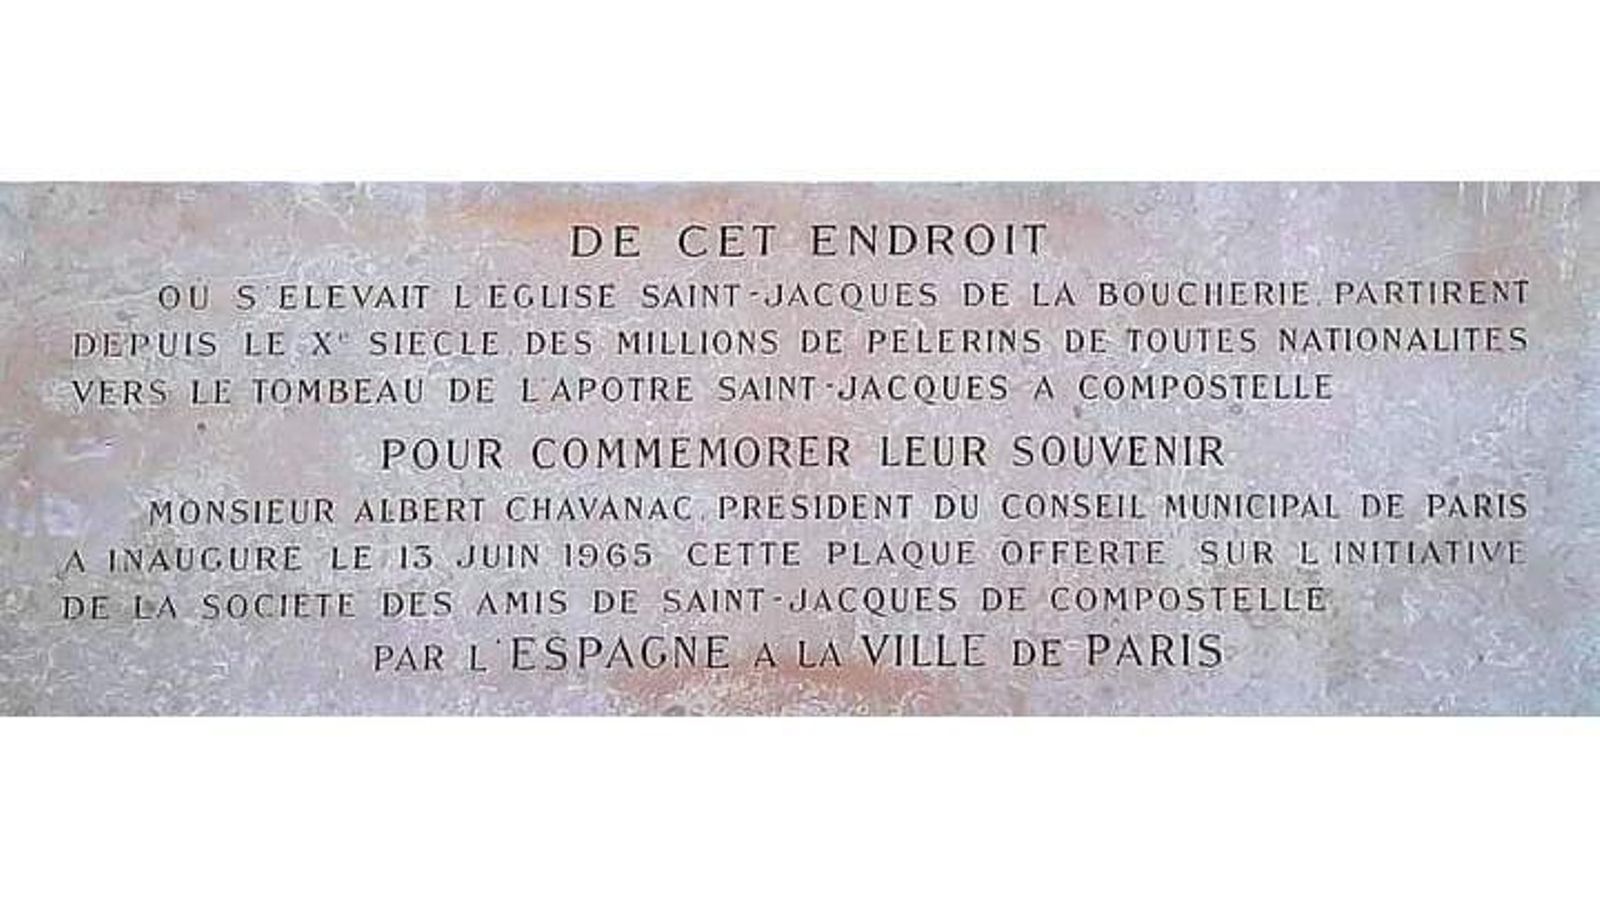 DE CET ENDROIT
OU S'ELEVAIT L'EGLISE SAINT-JACQUES DE LA BOUCHERIE, PARTIRENT
DEPUIS LE Xe SIECLE, DES MILLIONS DE PELERINS DE TOUTES NATIONALITES
VERS LE TOMBEAU DE L'APOTRE SAINT-JACQUES A COMPOSTELLE
POUR COMMEMORER LEUR SOUVENIR
MONSIEUR ALBERT CHAVANAC, PRESIDENT DU CONSEIL MUNICIPAL DE PARIS
A INAUGURE LE 13 JUIN 1965 CETTE PLAQUE OFFERTE SUR L'INITIATIVE
DE LA SOCIETE DES AMIS DE SAINT-JACQUES DE COMPOSTELLE
PAR L'ESPAGNE A LA VILLE DE PARIS